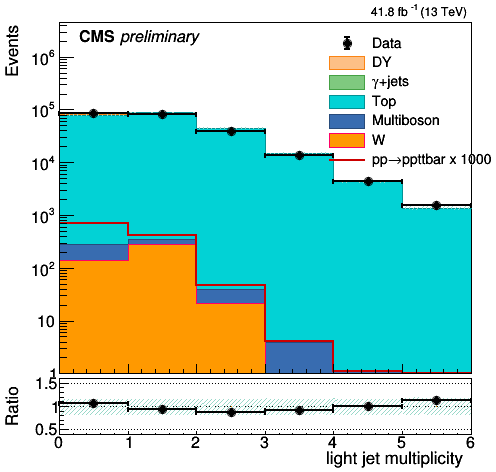 41.8 fb⁻¹ (13 TeV)
CMS preliminary
Events
Data
DY
γ+jets
Top
Multiboson
W
pp→ppttbar x 1000
10⁶
10⁵
10⁴
10³
10²
10
1
Ratio
1.5
1
0.5
0 1 2 3 4 5 6
light jet multiplicity